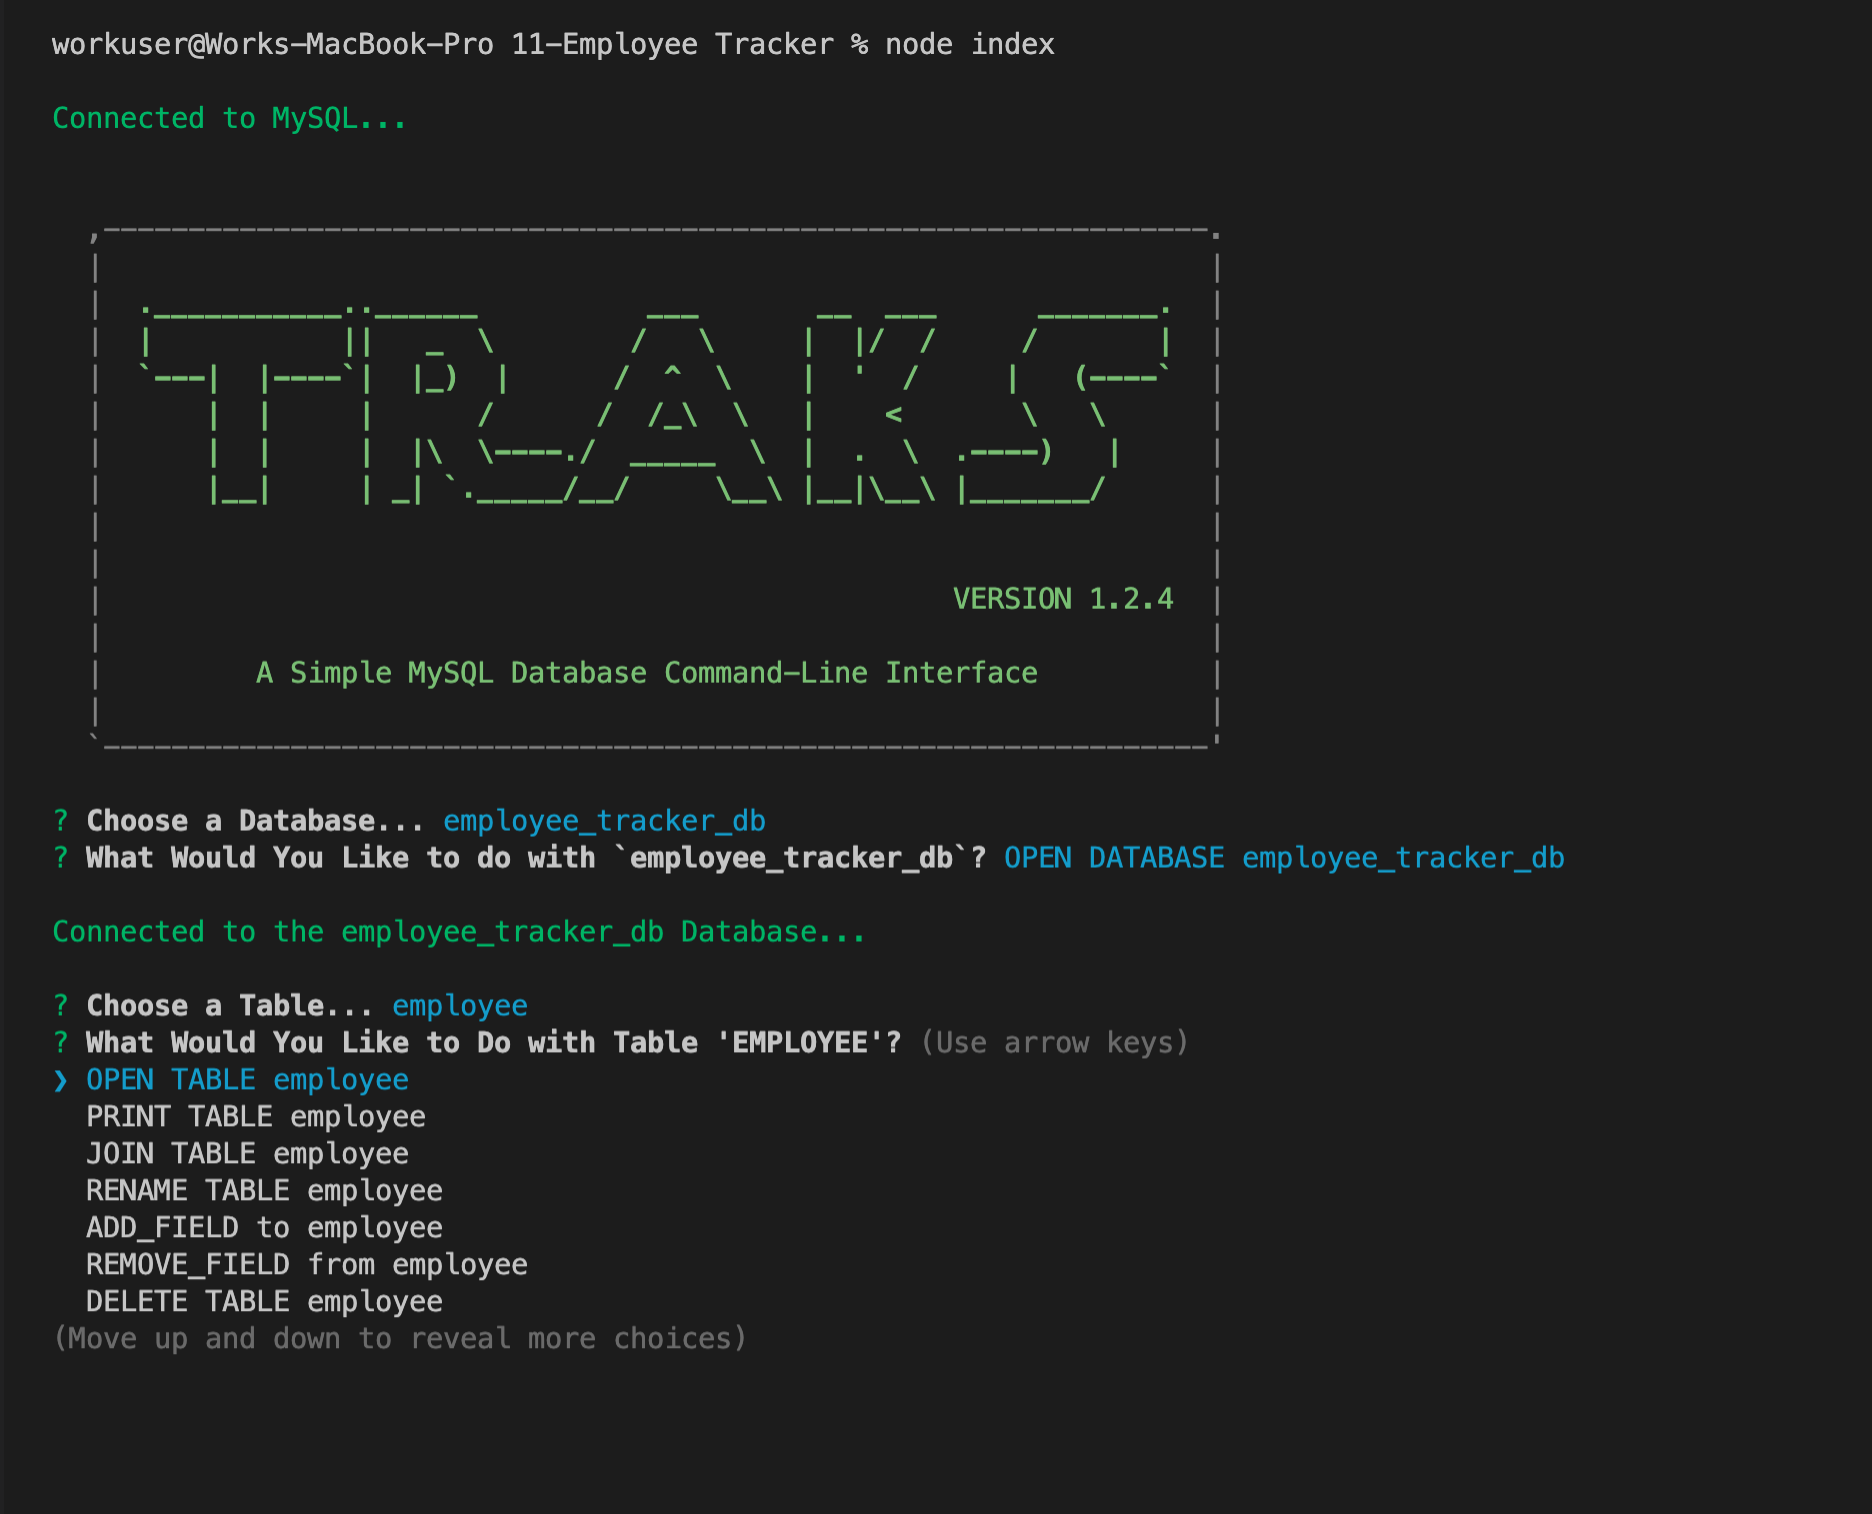 workuser@Works-MacBook-Pro 11-Employee Tracker % node index
Connected to MySQL...
TRAKS
VERSION 1.2.4
A Simple MySQL Database Command-Line Interface
? Choose a Database... employee_tracker_db
? What Would You Like to do with `employee_tracker_db`? OPEN DATABASE employee_tracker_db
Connected to the employee_tracker_db Database...
? Choose a Table... employee
? What Would You Like to Do with Table 'EMPLOYEE'? (Use arrow keys)
❯ OPEN TABLE employee
PRINT TABLE employee
JOIN TABLE employee
RENAME TABLE employee
ADD_FIELD to employee
REMOVE_FIELD from employee
DELETE TABLE employee
(Move up and down to reveal more choices)